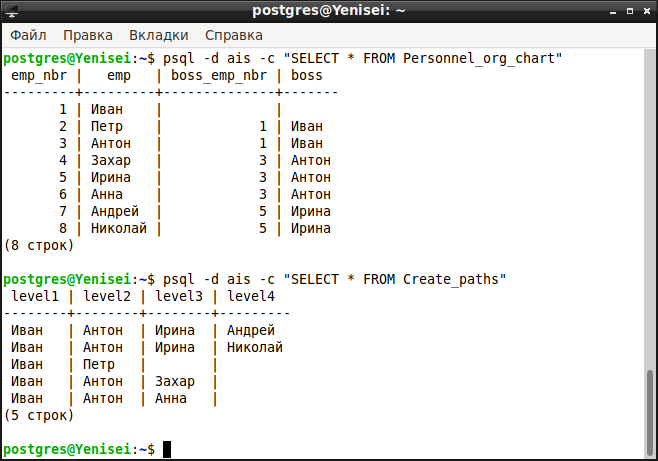 postgres@Yenisei: ~
Файл Правка Вкладки Справка
postgres@Yenisei:~$ psql -d ais -c "SELECT * FROM Personnel_org_chart"
 emp_nbr |   emp   | boss_emp_nbr | boss
---------+---------+--------------+-------
       1 | Иван    |              |
       2 | Петр    |            1 | Иван
       3 | Антон   |            1 | Иван
       4 | Захар   |            3 | Антон
       5 | Ирина   |            3 | Антон
       6 | Анна    |            3 | Антон
       7 | Андрей  |            5 | Ирина
       8 | Николай |            5 | Ирина
(8 строк)
postgres@Yenisei:~$ psql -d ais -c "SELECT * FROM Create_paths"
 level1 | level2 | level3 | level4
--------+--------+--------+---------
 Иван   | Антон  | Ирина  | Андрей
 Иван   | Антон  | Ирина  | Николай
 Иван   | Петр   |        |
 Иван   | Антон  | Захар  |
 Иван   | Антон  | Анна   |
(5 строк)
postgres@Yenisei:~$